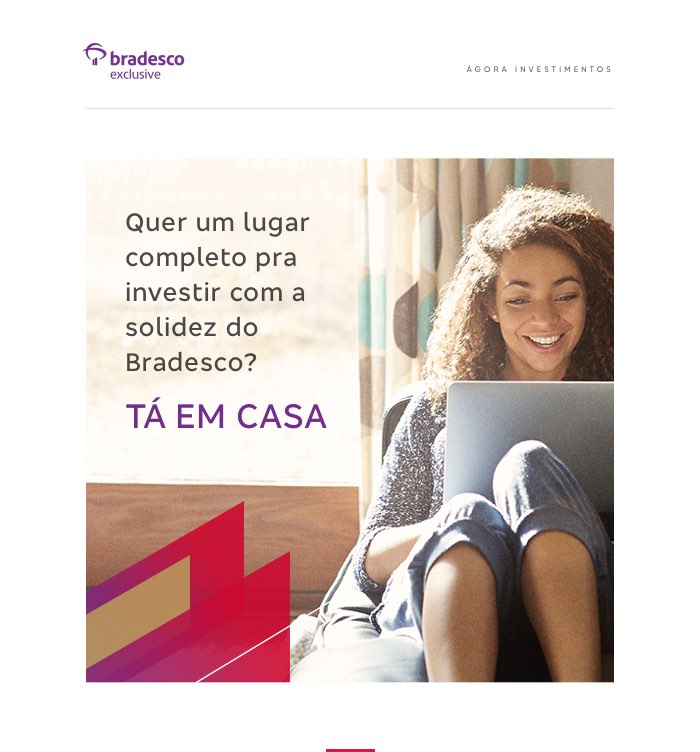 bradesco
exclusive
ÁGORA INVESTIMENTOS
Quer um lugar
completo pra
investir com a
solidez do
Bradesco?
TÁ EM CASA